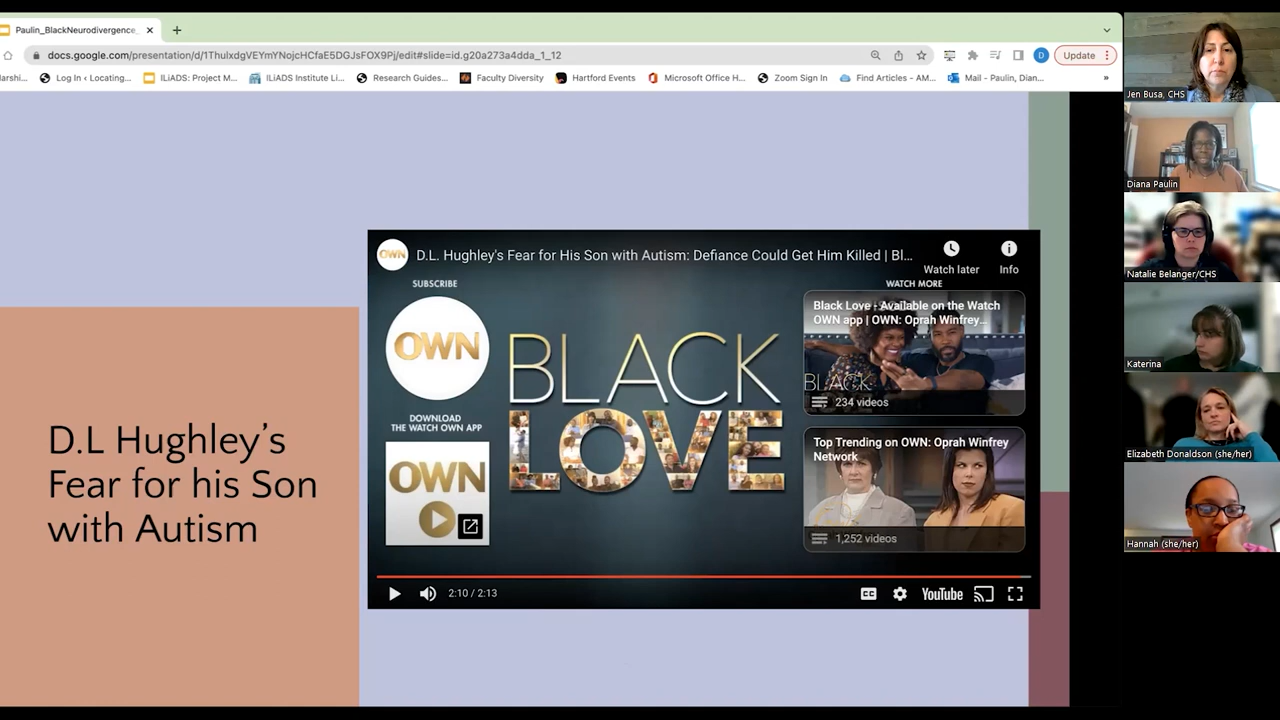 Paulin_BlackNeurodivergence_
docs.google.com/presentation/d/1ThulxdgVEYmYNojcHCfaE5DGJsFOX9Pj/edit#slide=id.g20a273a4dda_1_12
D
Update
arshi...
Log In ‹ Locating...
ILiADS: Project M...
ILiADS Institute Li...
Research Guides...
Faculty Diversity
Hartford Events
Microsoft Office H...
Zoom Sign In
Find Articles - AM...
Mail - Paulin, Dian...
»
D.L Hughley’s
Fear for his Son
with Autism
OWN
D.L. Hughley's Fear for His Son with Autism: Defiance Could Get Him Killed | Bl...
Watch later
Info
SUBSCRIBE
OWN
DOWNLOAD
THE WATCH OWN APP
OWN
BLACK
LOVE
WATCH MORE
Black Love - Available on the Watch
OWN app | OWN: Oprah Winfrey...
BLACK
234 videos
Top Trending on OWN: Oprah Winfrey
Network
1,252 videos
2:10 / 2:13
CC
YouTube
Jen Busa, CHS
Diana Paulin
Natalie Belanger/CHS
Katerina
Elizabeth Donaldson (she/her)
Hannah (she/her)